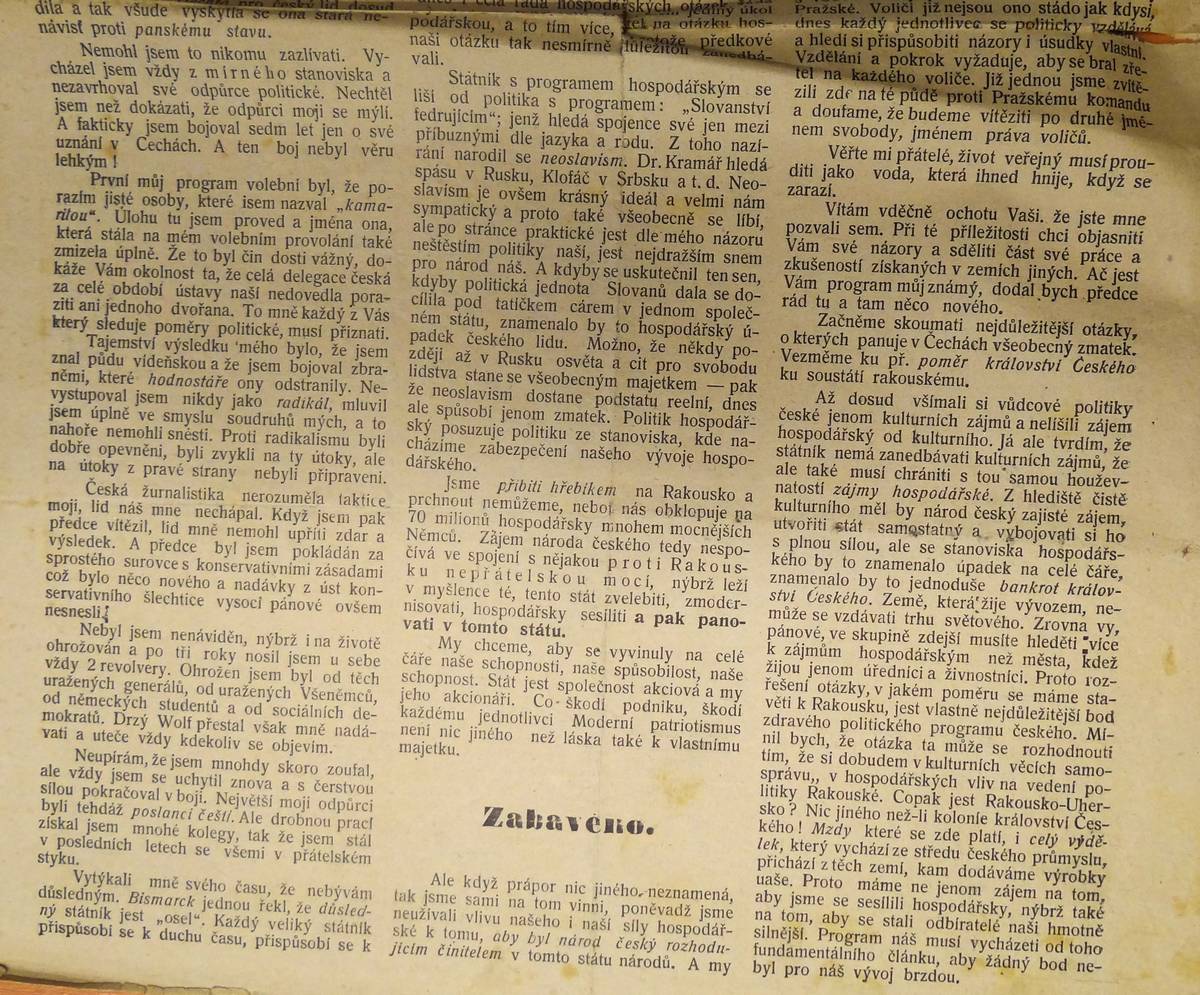 díla a tak všude vyskytla se ona stará ne-
návist proti panskému stavu.
Nemohl jsem to nikomu zazlívati. Vy-
cházel jsem vždy z mírného stanoviska a
nezavrhoval své odpůrce politické. Nechtěl
jsem než dokázati, že odpůrci moji se mýlí.
A fakticky jsem bojoval sedm let jen o své
uznání v Čechách. A ten boj nebyl věru
lehkým !
První můj program volební byl, že po-
razím jisté osoby, které isem nazval „kama-
rilou“. Úlohu tu jsem proved a jména ona,
která stála na mém volebním provolání také
zmizela úplně. Že to byl čin dosti vážný, do-
káže Vám okolnost ta, že celá delegace česká
za celé období ústavy naší nedovedla pora-
ziti ani jednoho dvořana. To mně každý z Vás
který sleduje poměry politické, musí přiznati.
Tajemství výsledku 'mého bylo, že jsem
znal půdu vídeňskou a že jsem bojoval zbra-
němi, které hodnostáře ony odstranily. Ne-
vystupoval jsem nikdy jako radikál, mluvil
jsem úplně ve smyslu soudruhů mých, a to
nahoře nemohli snésti. Proti radikalismu byli
dobře opevněni, byli zvykli na ty útoky, ale
na útoky z pravé strany nebyli připraveni.
Česká žurnalistika nerozuměla taktice
moji, lid náš mne nechápal. Když jsem pak
předce vítězil, lid mně nemohl upříti zdar a
výsledek. A předce byl jsem pokládán za
sprostého surovce s konservativními zásadami
což bylo něco nového a nadávky z úst kon-
servativního šlechtice vysocí pánové ovšem
nesnesli!
Nebyl jsem nenáviděn, nýbrž i na životě
ohrožován a po tři roky nosil jsem u sebe
vždy 2 revolvery. Ohrožen jsem byl od těch
uražených generálů, od uražených Všeněmců,
od německých studentů a od sociálních de-
mokratů. Drzý Wolf přestal však mně nadá-
vati a uteče vždy kdekoliv se objevím.
Neupírám, že jsem mnohdy skoro zoufal,
ale vždy jsem se uchytil znova a s čerstvou
sílou pokračoval v boji. Největší moji odpůrci
byli tehdáž poslanci čeští. Ale drobnou prací
získal jsem mnohé kolegy, tak že jsem stál
v posledních letech se všemi v přátelském
styku.
Vytýkali mně svého času, že nebývám
důsledným. Bismarck jednou řekl, že důsled-
ný státník jest „osel“. Každý veliký státník
přispůsobí se k duchu času, přispůsobí se k
podářskou, a to tím více,
naši otázku tak nesmírně důležitou zanedbá-
vali.
Státník s programem hospodářským se
liší od politika s programem : „Slovanství
fedrujícím“; jenž hledá spojence své jen mezi
příbuznými dle jazyka a rodu. Z toho nazí-
rání narodil se neoslavism. Dr. Kramář hledá
spásu v Rusku, Klofáč v Srbsku a t. d. Neo-
slavism je ovšem krásný ideál a velmi nám
sympatický a proto také všeobecně se líbí,
ale po stránce praktické jest dle mého názoru
neštěstím politiky naší, jest nejdražším snem
pro národ náš. A kdyby se uskutečnil ten sen,
kdyby politická jednota Slovanů dala se do-
cílila pod tatíčkem cárem v jednom společ-
ném státu, znamenalo by to hospodářský ú-
padek českého lidu. Možno, že někdy po-
zději až v Rusku osvěta a cit pro svobodu
lidstva stane se všeobecným majetkem — pak
že neoslavism dostane podstatu reelní, dnes
ale spůsobí jenom zmatek. Politik hospodář-
ský posuzuje politiku ze stanoviska, kde na-
cházíme zabezpečení našeho vývoje hospo-
dářského.
Jsme přibiti hřebíkem na Rakousko a
prchnout nemůžeme, neboť nás obklopuje na
70 milionů hospodářsky mnohem mocnějších
Němců. Zájem národa českého tedy nespo-
čívá ve spojení s nějakou proti Rakous-
ku nepřátelskou mocí, nýbrž leží
v myšlence té, tento stát zvelebiti, zmoder-
nisovati, hospodářsky sesíliti a pak pano-
vati v tomto státu.
My chceme, aby se vyvinuly na celé
čáře naše schopnosti, naše spůsobilost, naše
schopnost. Stát jest společnost akciová a my
jeho akcionáři. Co škodí podniku, škodí
každému jednotlivci Moderní patriotismus
není nic jiného než láska také k vlastnímu
majetku.
Zabaveno.
Ale když prápor nic jiného neznamená,
tak jsme sami na tom vinni, poněvadž jsme
neužívali vlivu našeho i naší síly hospodář-
ské k tomu, aby byl národ český rozhodu-
jícím činitelem v tomto státu národů. A my
Pražské. Voliči již nejsou ono stádo jak kdysi,
dnes každý jednotlivec se politicky vzdělává
a hledí si přispůsobiti názory i úsudky vlastní.
Vzdělání a pokrok vyžaduje, aby se bral zře-
tel na každého voliče. Již jednou jsme zvítě-
zili zde na té půdě proti Pražskému komandu
a doufame, že budeme vítěziti po druhé jmé-
nem svobody, jménem práva voličů.
Věřte mi přátelé, život veřejný musí prou-
diti jako voda, která ihned hnije, když se
zarazí.
Vítám vděčně ochotu Vaši. že jste mne
pozvali sem. Při té příležitosti chci objasniti
Vám své názory a sděliti část své práce a
zkušeností získaných v zemích jiných. Ač jest
Vám program můj známý, dodal bych předce
rád tu a tam něco nového.
Začněme skoumati nejdůležitější otázky,
o kterých panuje v Čechách všeobecný zmatek.
Vezměme ku př. poměr království Českého
ku soustátí rakouskému.
Až dosud všímali si vůdcové politiky
české jenom kulturních zájmů a nelišili zájem
hospodářský od kulturního. Já ale tvrdím, že
státník nemá zanedbávati kulturních zájmů, že
ale také musí chrániti s tou samou houžev-
natostí zájmy hospodářské. Z hlediště čistě
kulturního měl by národ český zajisté zájem,
utvořiti stát samostatný a vybojovati si ho
s plnou sílou, ale se stanoviska hospodářs-
kého by to znamenalo úpadek na celé čáře,
znamenalo by to jednoduše bankrot králov-
ství Českého. Země, která žije vývozem, ne-
může se vzdávati trhu světového. Zrovna vy,
pánové, ve skupině zdejší musíte hleděti více
k zájmům hospodářským než města, kdež
žijou jenom úředníci a živnostníci. Proto roz-
řešení otázky, v jakém poměru se máme sta-
věti k Rakousku, jest vlastně nejdůležitější bod
zdravého politického programu českého. Mí-
nil bych, že otázka ta může se rozhodnouti
tím, že si dobudem v kulturních věcích samo-
správu,, v hospodářských vliv na vedení po-
litiky Rakouské. Copak jest Rakousko-Uher-
sko ? Nic jiného než-li kolonie království Čes-
kého ! Mzdy které se zde platí, i celý výdě-
lek, který vychází ze středu českého průmyslu,
přichází z těch zemí, kam dodáváme výrobky
uaše. Proto máme ne jenom zájem na tom,
aby jsme se sesílili hospodářsky, nýbrž také
na tom, aby se stali odbíratelé naši hmotně
silnější. Program náš musí vycházeti od toho
fundamentálního článku, aby žádný bod ne-
byl pro náš vývoj brzdou.